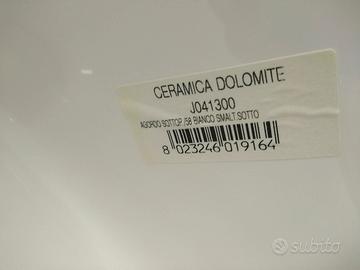 CERAMICA DOLOMITE
J041300
AGORDO SOTTOP. /58 BIANCO SMALT.SOTTO
8 023246 019164
subito